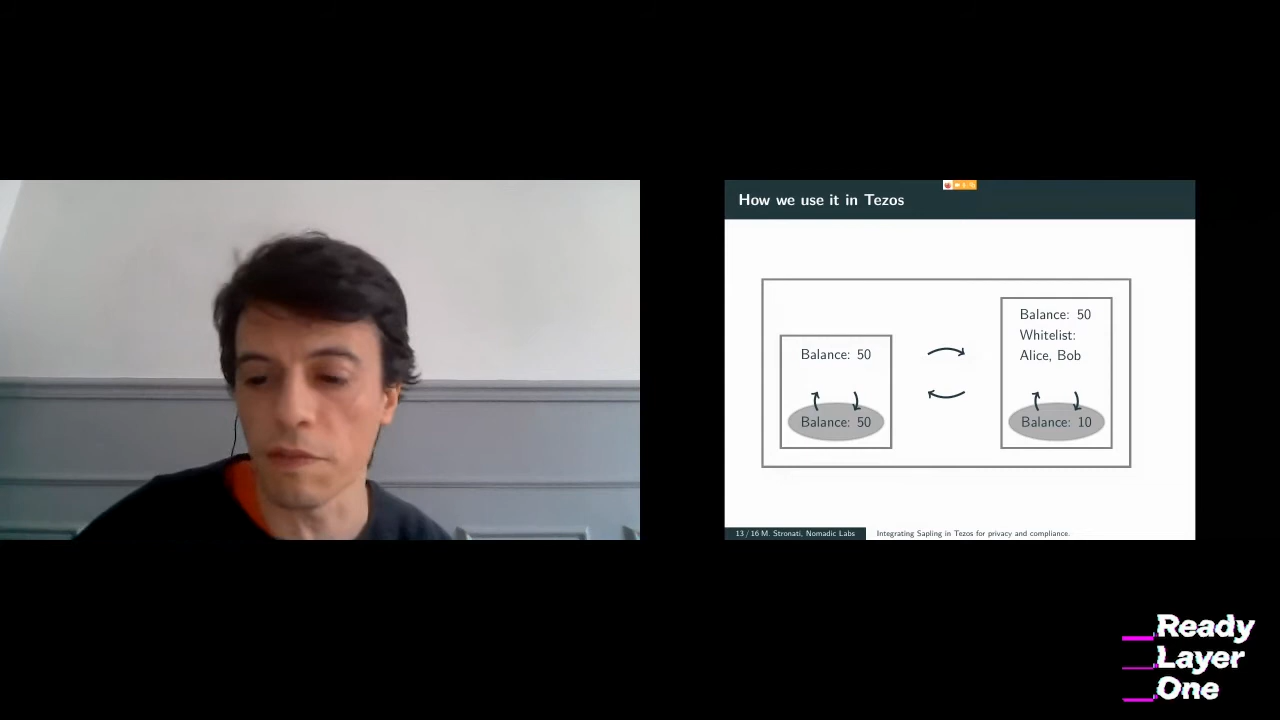 How we use it in Tezos
Balance: 50
Whitelist:
Alice, Bob
Balance: 50
Balance: 50
Balance: 10
13 / 16 M. Stronati, Nomadic Labs
Integrating Sapling in Tezos for privacy and compliance.
Ready
Layer
One